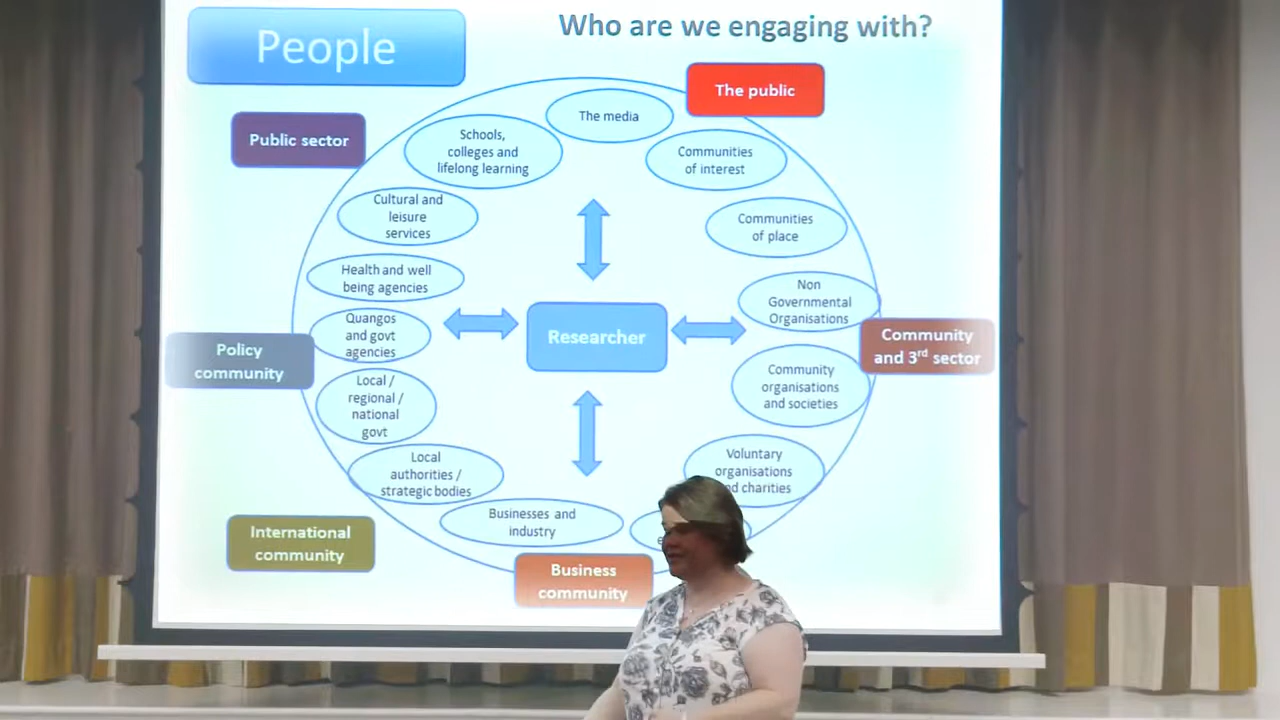 People
Who are we engaging with?
The public
Public sector
The media
Schools,
colleges and
lifelong learning
Communities
of interest
Cultural and
leisure
services
Communities
of place
Health and well
being agencies
Non
Governmental
Organisations
Quangos
and govt
agencies
Researcher
Policy
community
Community
and 3rd sector
Local /
regional /
national
govt
Community
organisations
and societies
Local
authorities /
strategic bodies
Voluntary
organisations
charities
Businesses and
industry
International
community
Business
community